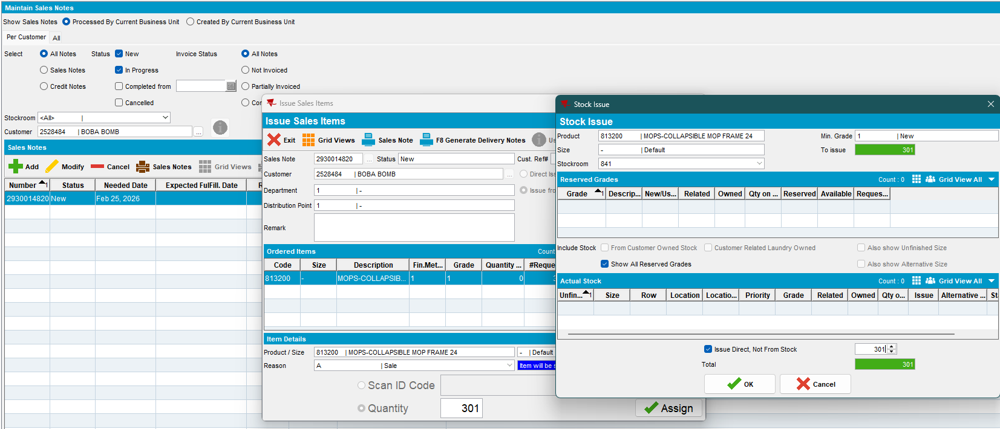 Maintain Sales Notes
Show Sales Notes Processed By Current Business Unit Created By Current Business Unit
Per Customer All
Select All Notes Status New Invoice Status All Notes
Sales Notes In Progress Not Invoiced
Credit Notes Completed from Partially Invoiced
Cancelled Cor
Stockroom <All> |
Customer 2528484 | BOBA BOMB ...
Sales Notes
Add Modify Cancel Sales Notes Grid Views
Number 1 Status Needed Date Expected FulFill. Date R
2930014820 New Feb 25, 2026
Issue Sales Items
Issue Sales Items
Exit Grid Views Sales Note F8 Generate Delivery Notes Us
Sales Note 2930014820 ... Status New Cust. Ref#
Customer 2528484 | BOBA BOMB ... Direct Iss
Department 1 | - Issue fro
Distribution Point 1 | -
Remark
Ordered Items Count
Code Size Description Fin.Met... Grade Quantity ... #Reque
813200 - MOPS-COLLAPSIB... 1 1 0 3
Item Details
Product / Size 813200 | MOPS-COLLAPSIBLE MOP FRAME 24 - | Default
Reason A | Sale Item will be s
Scan ID Code
Quantity 301
Assign
Stock Issue
Stock Issue
Product 813200 | MOPS-COLLAPSIBLE MOP FRAME 24 Min. Grade 1 | New
Size - | Default To issue 301
Stockroom 841
Reserved Grades Count : 0 Grid View All
Grade 1 Descrip... New/Us... Related Owned Qty on ... Reserved Available Reques...
Include Stock From Customer Owned Stock Customer Related Laundry Owned Also show Unfinished Size
Show All Reserved Grades Also show Alternative Size
Actual Stock Count : 0 Grid View All
Unfin... 1 Size Row Location Locatio... Priority Grade Related Owned Qty o... Issue Alternative ... St
Issue Direct, Not From Stock 301
Total 301
OK Cancel